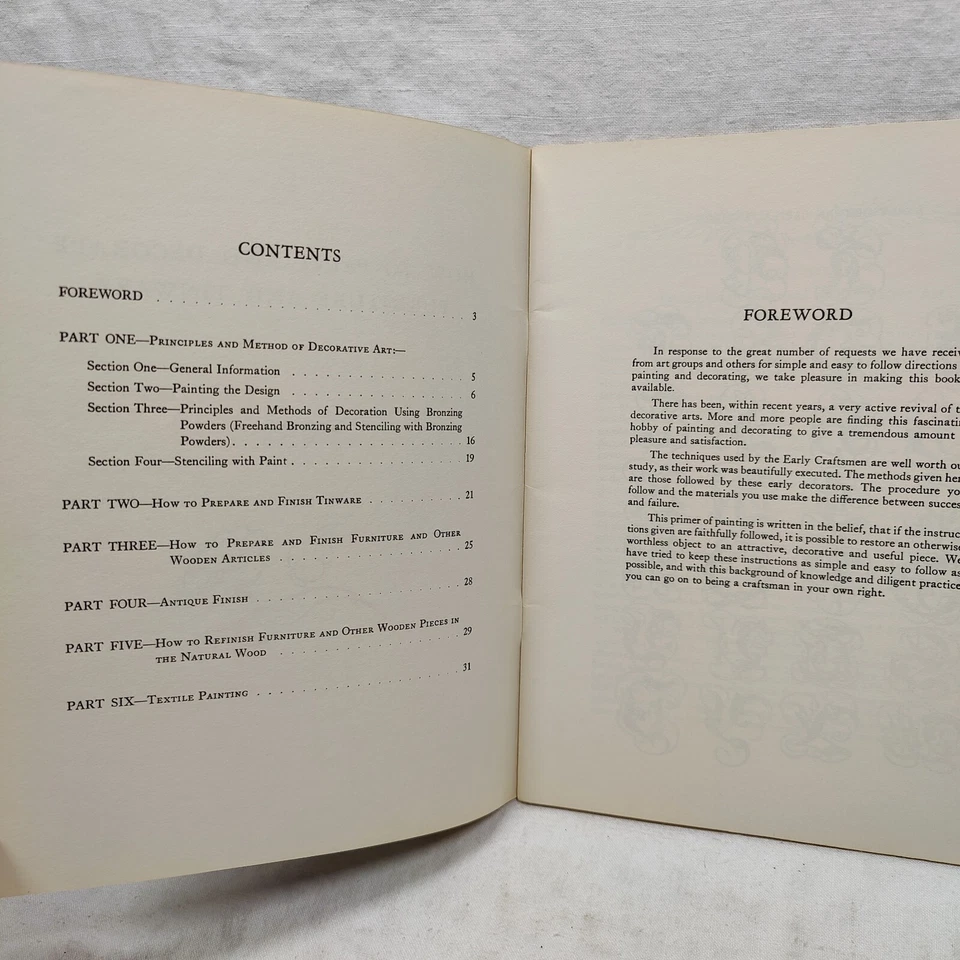 CONTENTS
FOREWORD . . . . . . . . . . . . . . . . . . . . 3
PART ONE—Principles and Method of Decorative Art:—
Section One—General Information . . . . . . . . . . . 5
Section Two—Painting the Design . . . . . . . . . . . 6
Section Three—Principles and Methods of Decoration Using Bronzing
Powders (Freehand Bronzing and Stenciling with Bronzing
Powders) . . . . . . . . . . . . . . . 16
Section Four—Stenciling with Paint . . . . . . . . . . . 19
PART TWO—How to Prepare and Finish Tinware . . . . . . . 21
PART THREE—How to Prepare and Finish Furniture and Other
Wooden Articles . . . . . . . . . . . . 25
PART FOUR—Antique Finish . . . . . . . . . . . . . 28
PART FIVE—How to Refinish Furniture and Other Wooden Pieces in
the Natural Wood . . . . . . . . . . . . 29
PART SIX—Textile Painting . . . . . . . . . . . . . 31
FOREWORD
In response to the great number of requests we have receiv
from art groups and others for simple and easy to follow directions
painting and decorating, we take pleasure in making this book
available.
There has been, within recent years, a very active revival of t
decorative arts. More and more people are finding this fascinatin
hobby of painting and decorating to give a tremendous amount
pleasure and satisfaction.
The techniques used by the Early Craftsmen are well worth ou
study, as their work was beautifully executed. The methods given her
are those followed by these early decorators. The procedure yo
follow and the materials you use make the difference between succes
and failure.
This primer of painting is written in the belief, that if the instruc
tions given are faithfully followed, it is possible to restore an otherwise
worthless object to an attractive, decorative and useful piece. We
have tried to keep these instructions as simple and easy to follow as
possible, and with this background of knowledge and diligent practice
you can go on to being a craftsman in your own right.